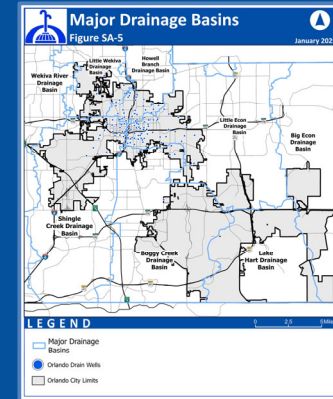 Major Drainage Basins
Figure SA-5
January 202
Little Wekiva
Drainage
Basin
Howell
Branch
Drainage Basin
Wekiva River
Drainage
Basin
Little Econ
Drainage
Basin
Big Econ
Drainage
Basin
Shingle
Creek Drainage
Basin
Boggy Creek
Drainage
Basin
Lake
Hart Drainage
Basin
LEGEND
0 2.5 5
Major Drainage
Basins
Orlando Drain Wells
Orlando City Limits